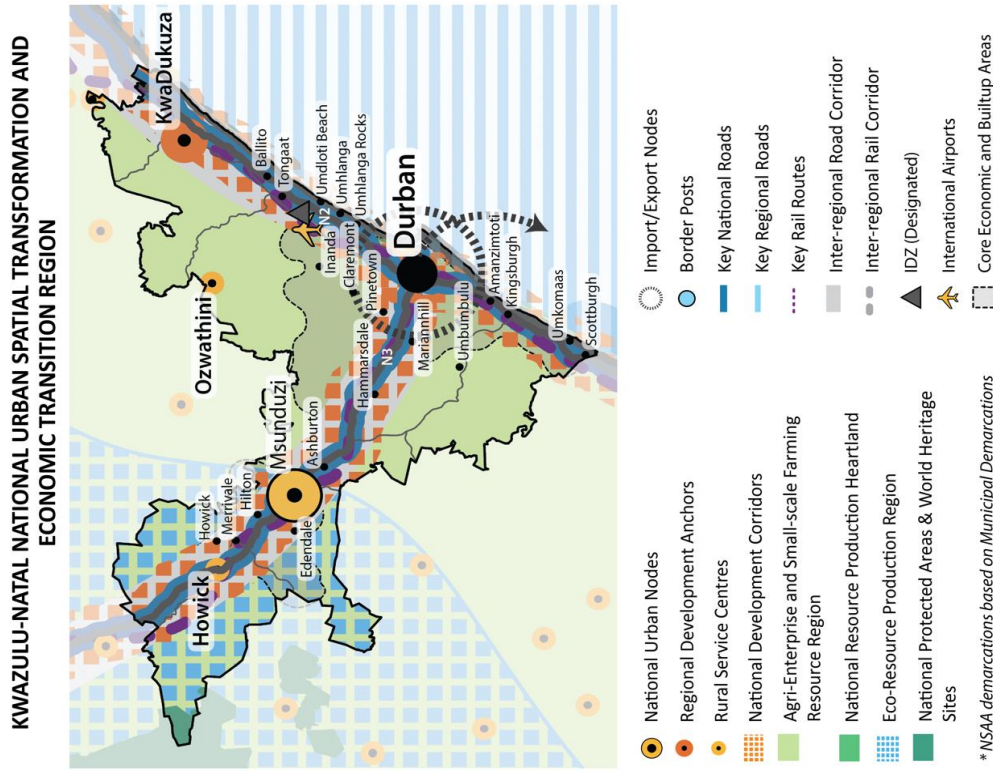 KWAZULU-NATAL NATIONAL URBAN SPATIAL TRANSFORMATION AND
ECONOMIC TRANSITION REGION
KwaDukuza
Ballito
Tongaat
Umdloti Beach
Umhlanga
Umhlanga Rocks
N2
Inanda
Claremont
Pinetown
Durban
Ozwathini
Hammarsdale
N3
Mariannhill
Umbumbulu
Amanzimtoti
Kingsburgh
Umkomaas
Scottburgh
Msunduzi
Ashburton
Howick
Merrivale
Hilton
Edendale
Howick
National Urban Nodes
Regional Development Anchors
Rural Service Centres
National Development Corridors
Agri-Enterprise and Small-scale Farming
Resource Region
National Resource Production Heartland
Eco-Resource Production Region
National Protected Areas & World Heritage
Sites
* NSAA demarcations based on Municipal Demarcations
Import/Export Nodes
Border Posts
Key National Roads
Key Regional Roads
Key Rail Routes
Inter-regional Road Corridor
Inter-regional Rail Corridor
IDZ (Designated)
International Airports
Core Economic and Builtup Areas